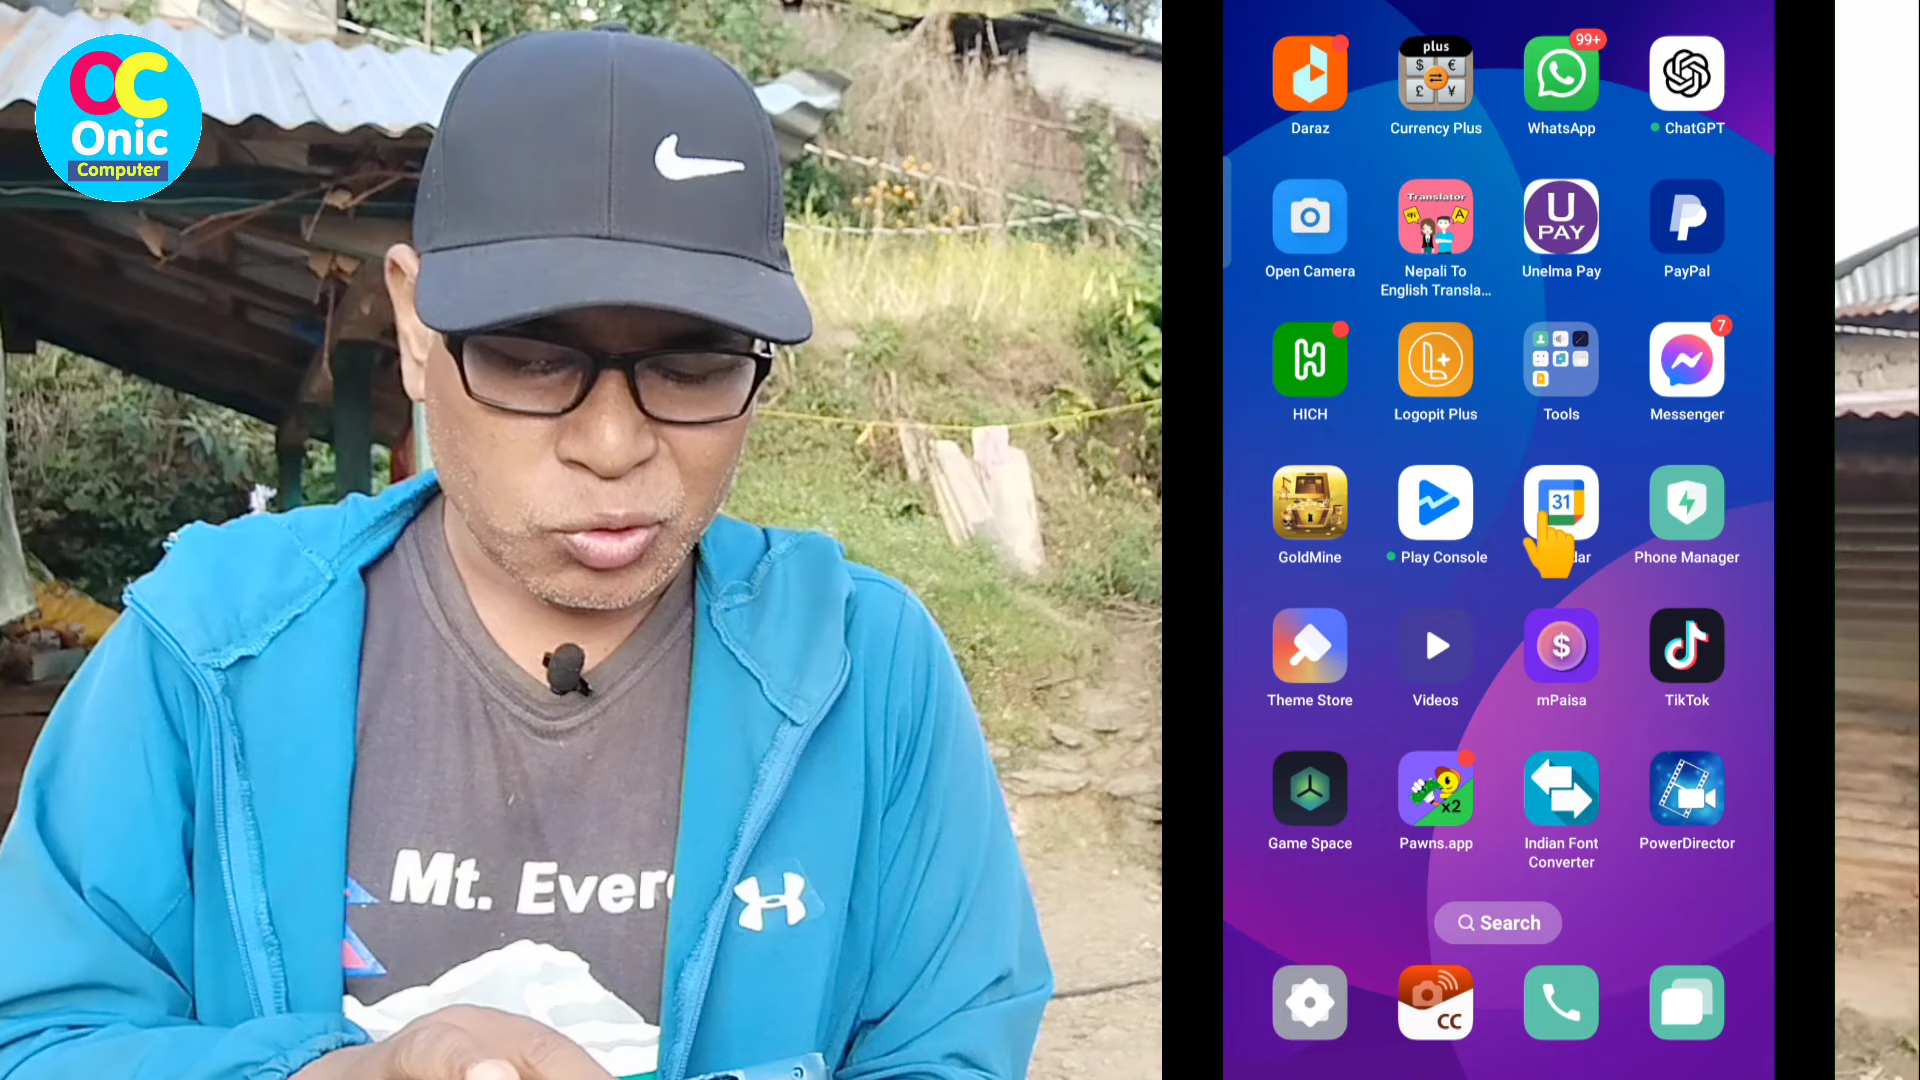 OC
Onic
Computer
Mt. Ever
plus
$ €
£ ¥
99+
Daraz
Currency Plus
WhatsApp
ChatGPT
Translator
A
U
PAY
Open Camera
Nepali To
English Transla...
Unelma Pay
PayPal
7
HICH
Logopit Plus
Tools
Messenger
31
GoldMine
Play Console
dar
Phone Manager
$
Theme Store
Videos
mPaisa
TikTok
x2
Game Space
Pawns.app
Indian Font
Converter
PowerDirector
Search
CC